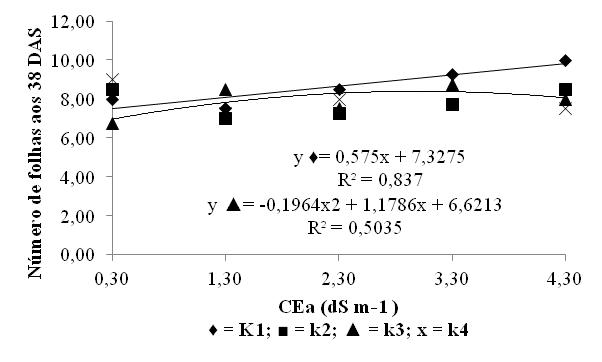 12,00
10,00
8,00
6,00
4,00
2,00
0,00
Número de folhas aos 38 DAS
y ♦= 0,575x + 7,3275
R² = 0,837
y ▲= -0,1964x2 + 1,1786x + 6,6213
R² = 0,5035
0,30 1,30 2,30 3,30 4,30
CEa (dS m-1 )
♦ = K1; ■ = k2; ▲ = k3; x = k4